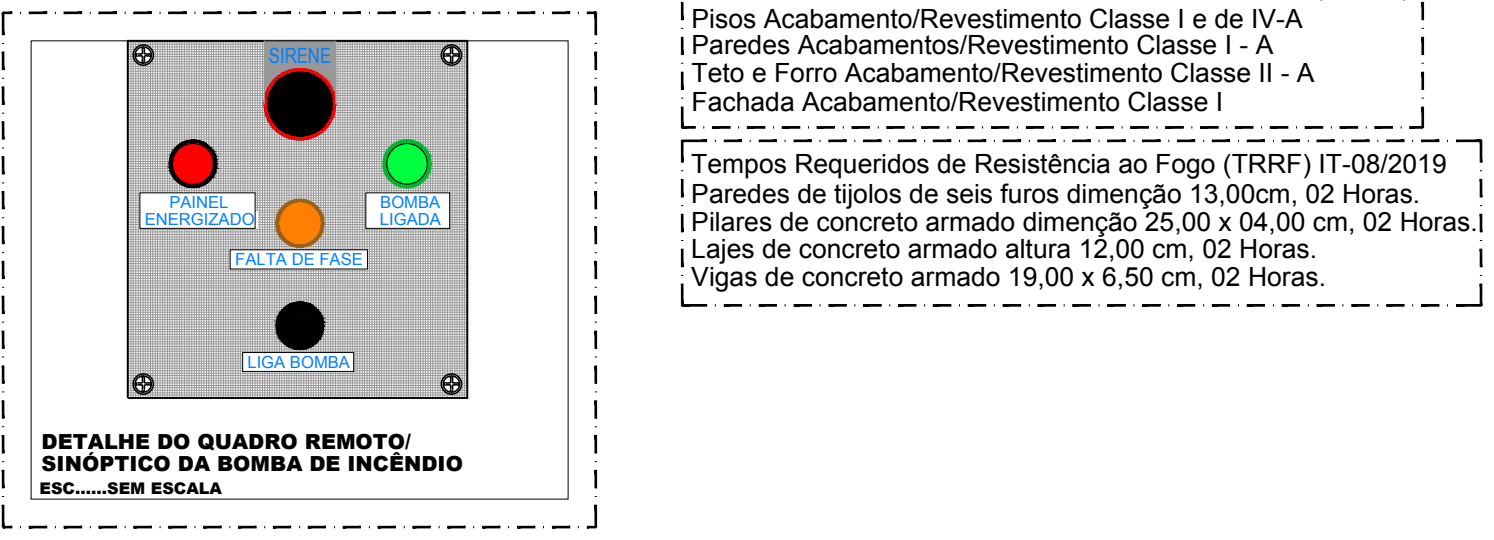 SIRENE
PAINEL
ENERGIZADO
BOMBA
LIGADA
FALTA DE FASE
LIGA BOMBA
DETALHE DO QUADRO REMOTO/
SINÓPTICO DA BOMBA DE INCÊNDIO
ESC......SEM ESCALA
Pisos Acabamento/Revestimento Classe I e de IV-A
Paredes Acabamentos/Revestimento Classe I - A
Teto e Forro Acabamento/Revestimento Classe II - A
Fachada Acabamento/Revestimento Classe I
Tempos Requeridos de Resistência ao Fogo (TRRF) IT-08/2019
Paredes de tijolos de seis furos dimenção 13,00cm, 02 Horas.
Pilares de concreto armado dimenção 25,00 x 04,00 cm, 02 Horas.
Lajes de concreto armado altura 12,00 cm, 02 Horas.
Vigas de concreto armado 19,00 x 6,50 cm, 02 Horas.